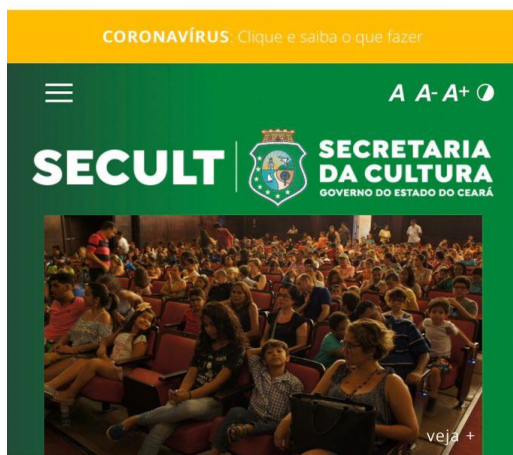 CORONAVÍRUS: Clique e saiba o que fazer
A A- A+
SECULT
SECRETARIA
DA CULTURA
GOVERNO DO ESTADO DO CEARÁ
veja +